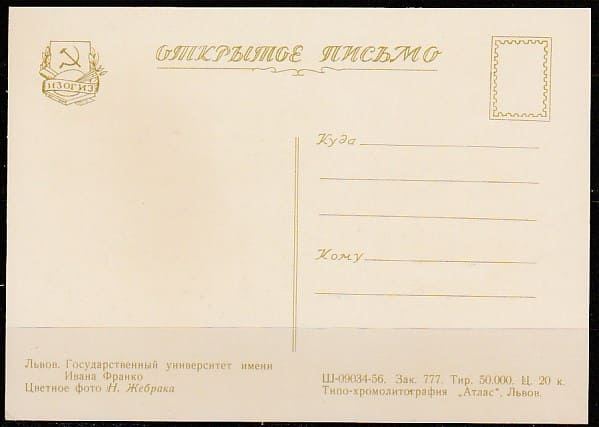 ИЗОГИЗ
ОТКРЫТОЕ ПИСЬМО
Куда
Кому
Львов. Государственный университет имени
Ивана Франко
Цветное фото Н. Жебрака
Ш-09034-56. Зак. 777. Тир. 50.000. Ц. 20 к.
Типо-хромолитография „Атлас“, Львов.